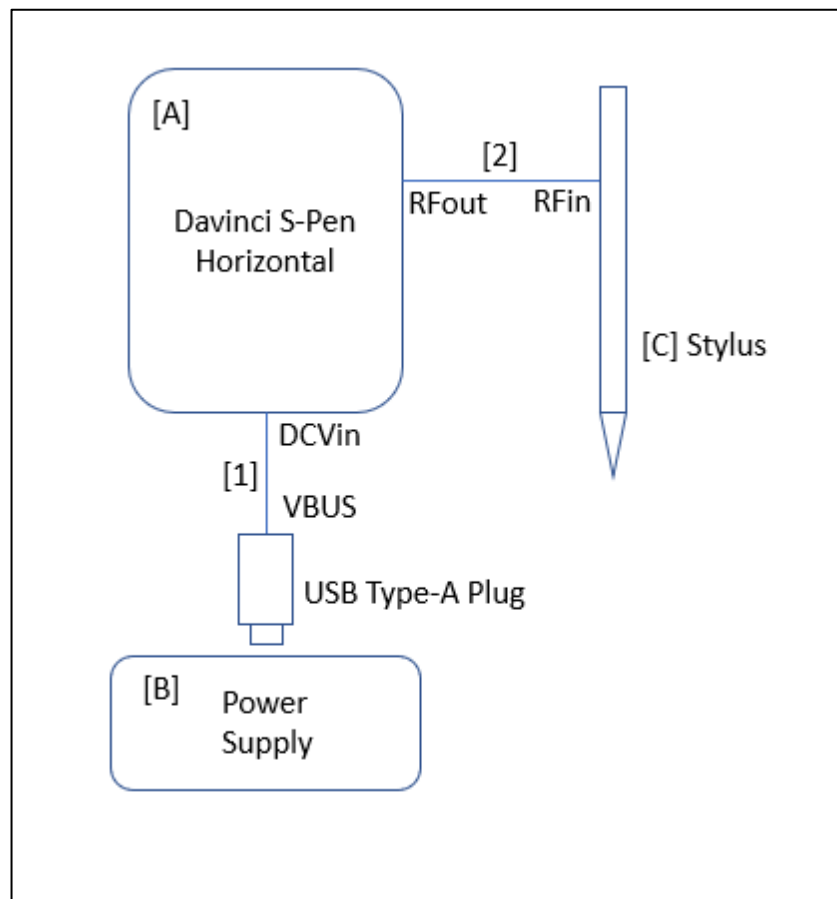 [A]
Davinci S-Pen
Horizontal
[2]
RFout
RFin
[C] Stylus
DCVin
[1]
VBUS
USB Type-A Plug
[B]
Power
Supply